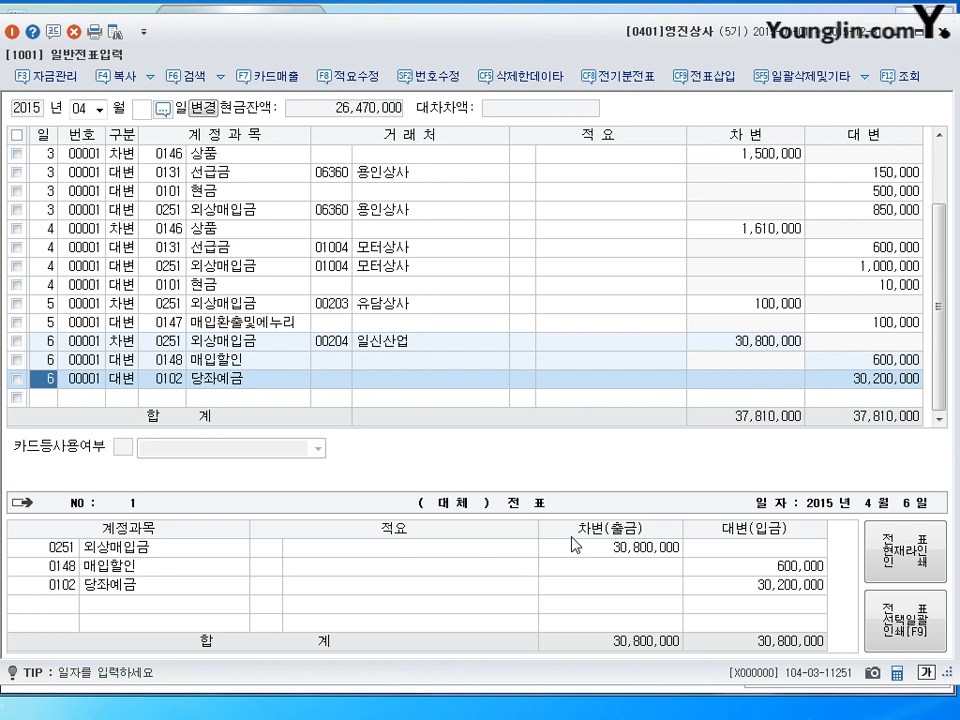 [0401]영진상사 (5기)
Younglin.com Y.
[1001] 일반전표입력
F3 자금관리 F4 복사 F6 검색 F7 카드매출 F8 적요수정 SF2 번호수정 CF5 삭제한데이타 CF8 전기분전표 CF9 전표삽입 SF5 일괄삭제및기타 F12 조회
2015 년 04 월 일 변경 현금잔액: 26,470,000 대차차액:
일 번호 구분 계 정 과 목 거 래 처 적 요 차 변 대 변
3 00001 차변 0146 상품 1,500,000
3 00001 대변 0131 선급금 06360 용인상사 150,000
3 00001 대변 0101 현금 500,000
3 00001 대변 0251 외상매입금 06360 용인상사 850,000
4 00001 차변 0146 상품 1,610,000
4 00001 대변 0131 선급금 01004 모터상사 600,000
4 00001 대변 0251 외상매입금 01004 모터상사 1,000,000
4 00001 대변 0101 현금 10,000
5 00001 차변 0251 외상매입금 00203 유담상사 100,000
5 00001 대변 0147 매입환출및에누리 100,000
6 00001 차변 0251 외상매입금 00204 일신산업 30,800,000
6 00001 대변 0148 매입할인 600,000
6 00001 대변 0102 당좌예금 30,200,000
합 계 37,810,000 37,810,000
카드등사용여부
NO : 1 ( 대 체 ) 전 표 일 자 : 2015 년 4 월 6 일
계정과목 적요 차변(출금) 대변(입금)
0251 외상매입금 30,800,000
0148 매입할인 600,000
0102 당좌예금 30,200,000
합 계 30,800,000 30,800,000
전 표
현재라인
인 쇄
전 표
선택일괄
인쇄[F9]
TIP : 일자를 입력하세요
[X000000] 104-03-11251 가